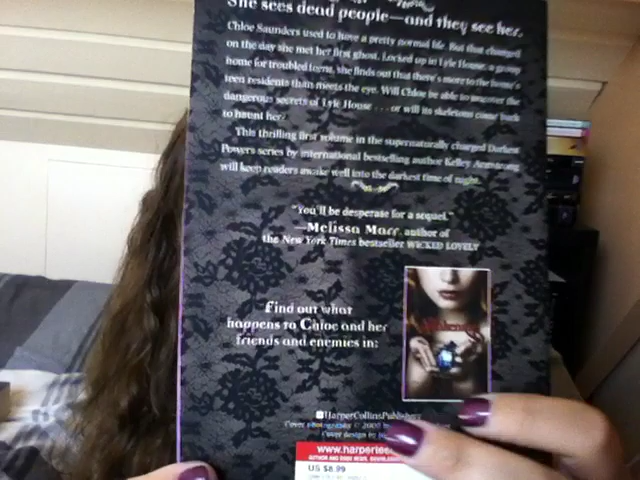 She sees dead people—and they see her.
Chloe Saunders used to have a pretty normal life. But that changed
on the day she met her first ghost. Locked up in Lyle House, a group
home for troubled teens, she finds out that there's more to the home's
teen residents than meets the eye. Will Chloe be able to uncover the
dangerous secrets of Lyle House . . . or will its skeletons come back
to haunt her?
This thrilling first volume in the supernaturally charged Darkest
Powers series by international bestselling author Kelley Armstrong
will keep readers awake well into the darkest time of night.
"You'll be desperate for a sequel."
—Melissa Marr, author of
the New York Times bestseller WICKED LOVELY
Find out what
happens to Chloe and her
friends and enemies in:
HarperCollinsPublishers
Cover photography © 200
Cover design by
www.harpertee
US $8.99